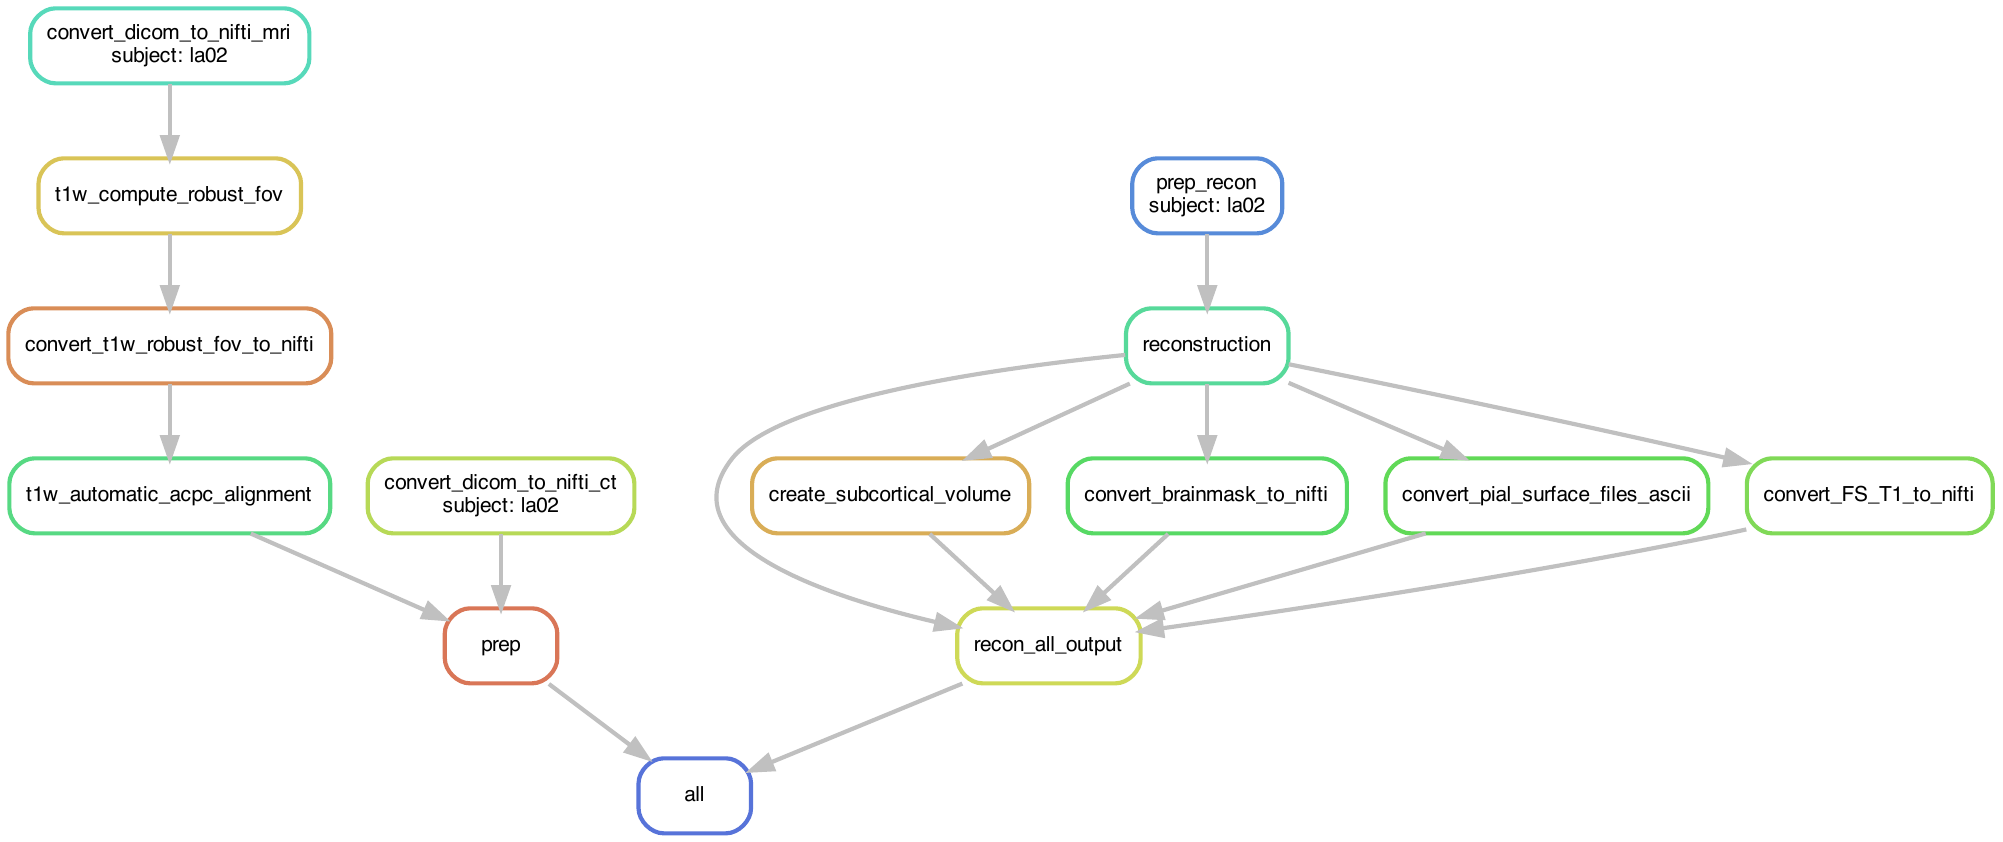 convert_dicom_to_nifti_mri
subject: la02
t1w_compute_robust_fov
prep_recon
subject: la02
convert_t1w_robust_fov_to_nifti
reconstruction
t1w_automatic_acpc_alignment
convert_dicom_to_nifti_ct
subject: la02
create_subcortical_volume
convert_brainmask_to_nifti
convert_pial_surface_files_ascii
convert_FS_T1_to_nifti
prep
recon_all_output
all